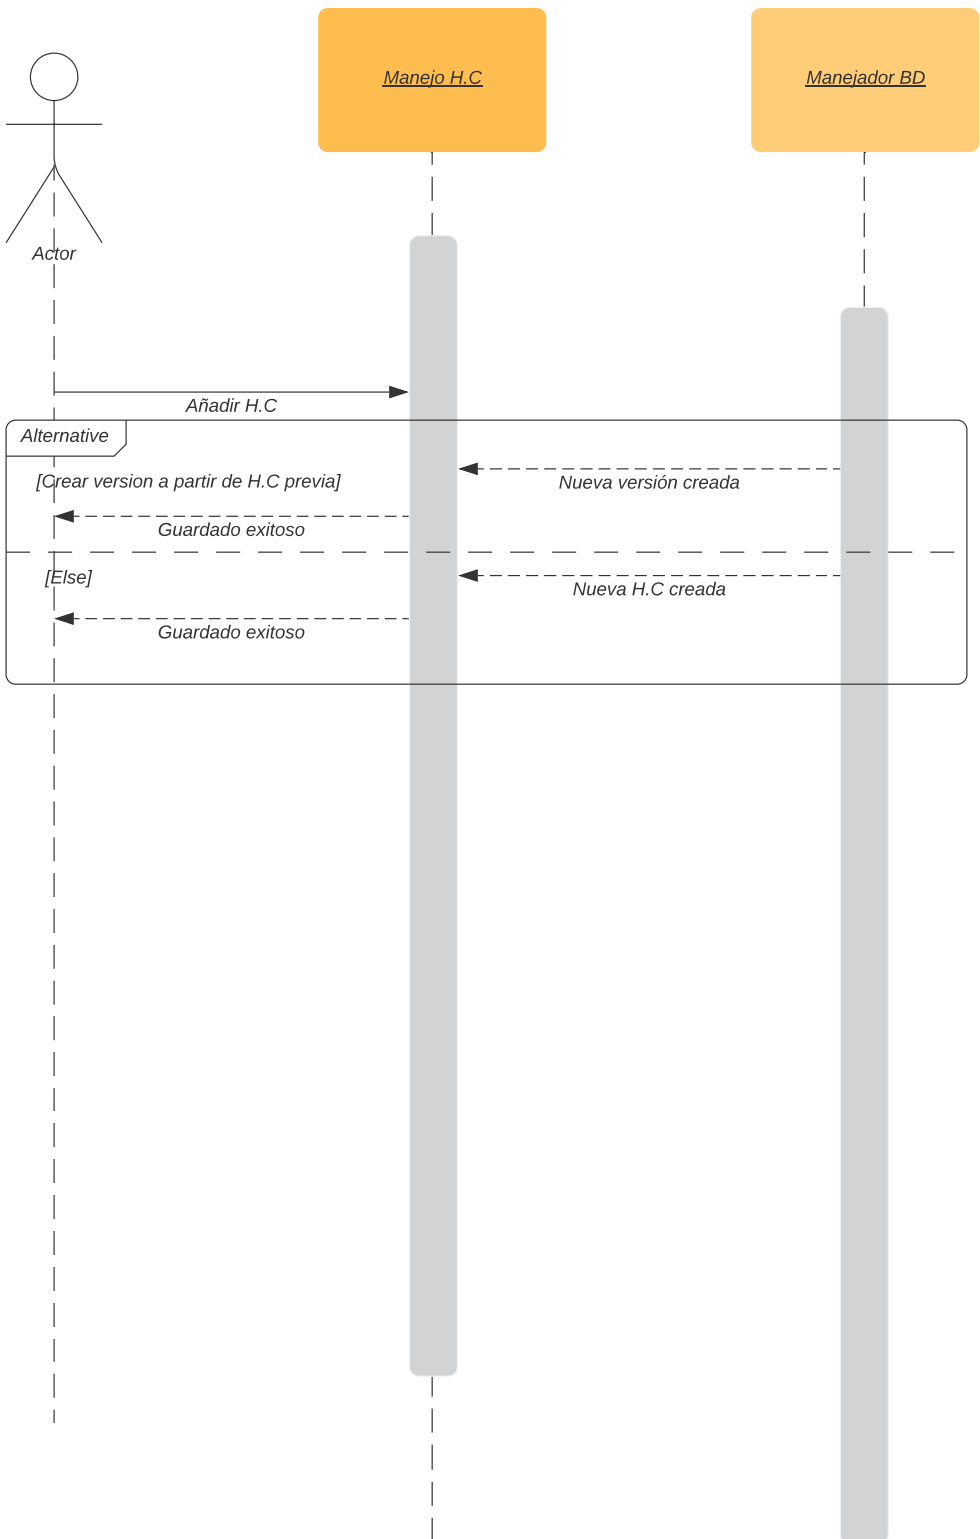 Manejo H.C
Manejador BD
Actor
Añadir H.C
Alternative
[Crear version a partir de H.C previa]
Nueva versión creada
Guardado exitoso
[Else]
Nueva H.C creada
Guardado exitoso